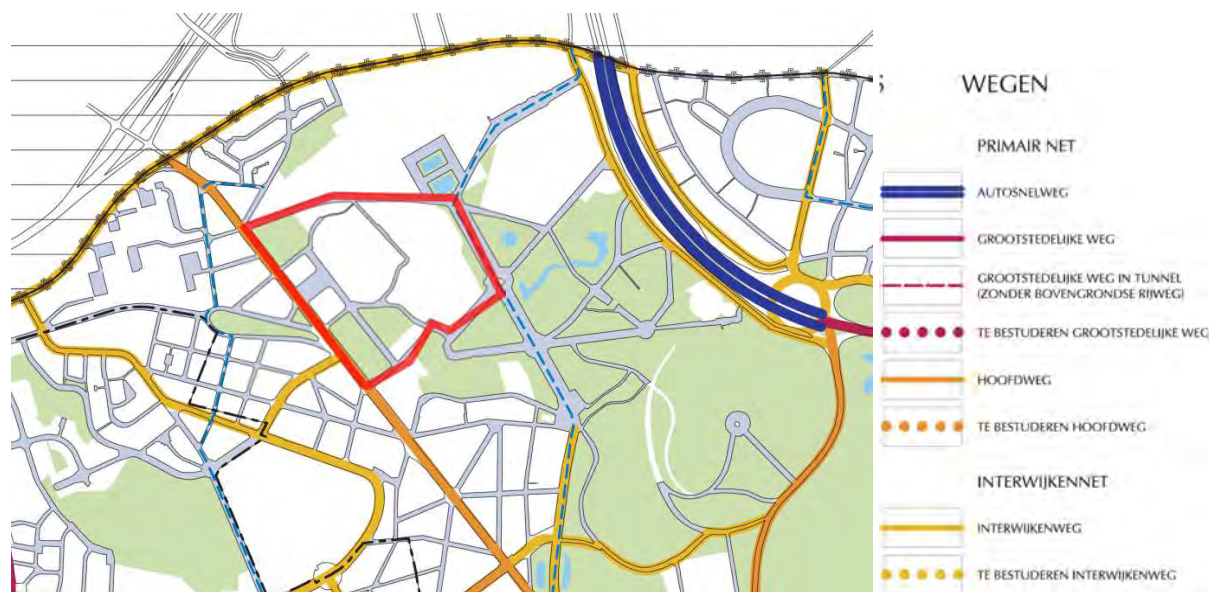 S WEGEN
PRIMAIR NET
AUTOSNELWEG
GROOTSTEDELIJKE WEG
GROOTSTEDELIJKE WEG IN TUNNEL
(ZONDER BOVENGRONDSE RIJWEG)
TE BESTUDEREN GROOTSTEDELIJKE WEG
HOOFDWEG
TE BESTUDEREN HOOFDWEG
INTERWIJKENNET
INTERWIJKENWEG
TE BESTUDEREN INTERWIJKENWEG